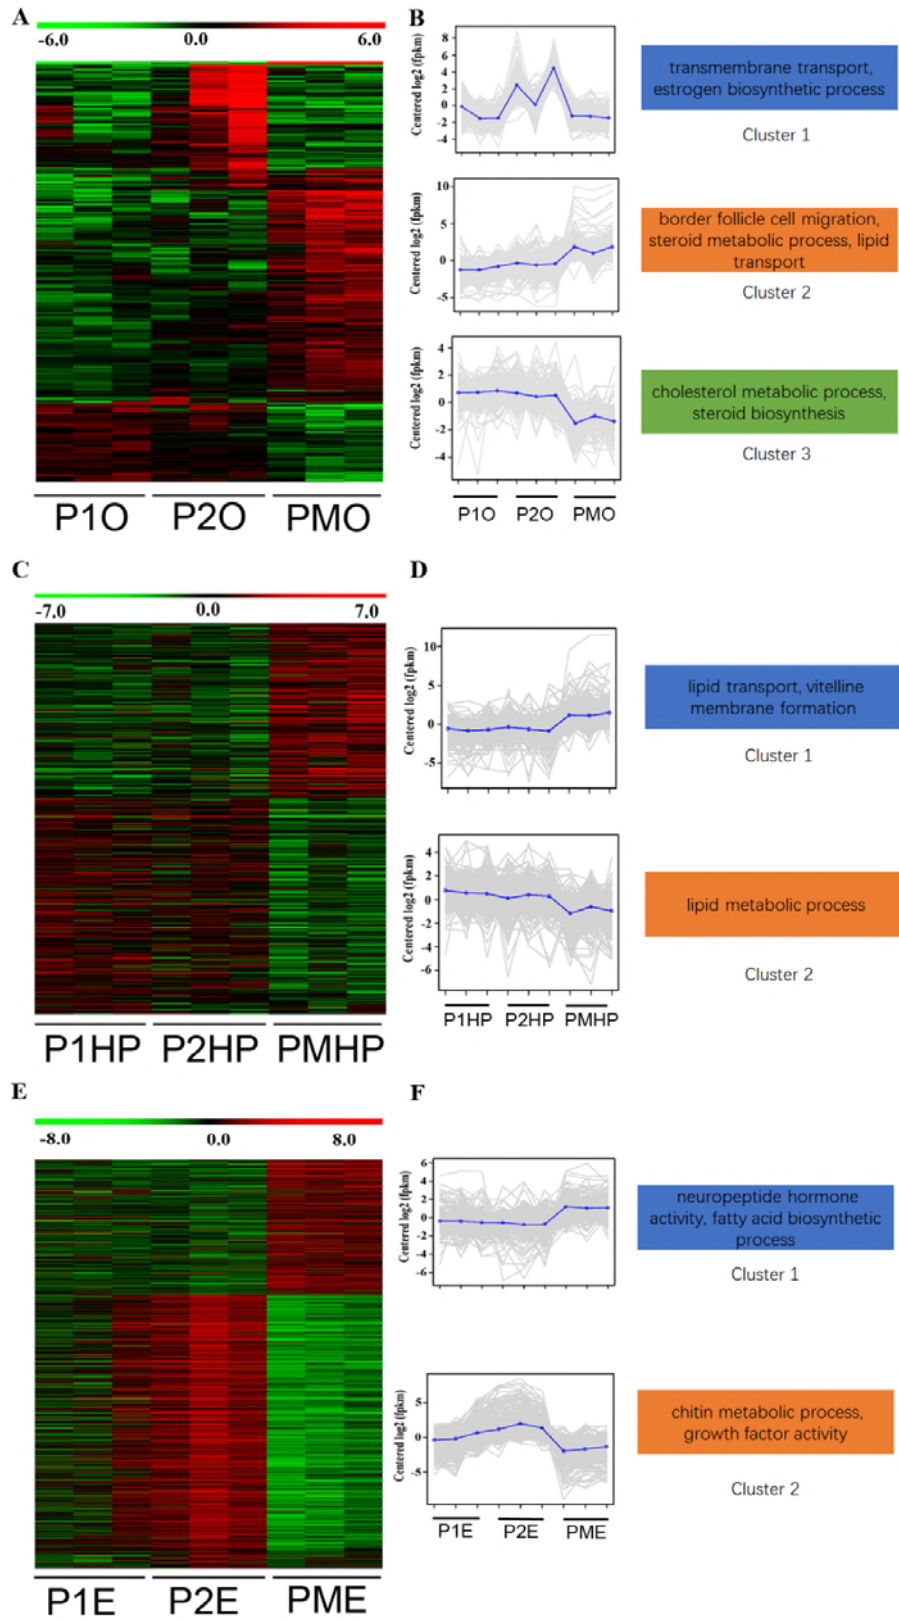 A
-6.0 0.0 6.0
P1O P2O PMO
B
Centered log2 (fpkm)
8
6
4
2
0
-2
-4
transmembrane transport,
estrogen biosynthetic process
Cluster 1
Centered log2 (fpkm)
10
5
0
-5
border follicle cell migration,
steroid metabolic process, lipid
transport
Cluster 2
Centered log2 (fpkm)
4
2
0
-2
-4
cholesterol metabolic process,
steroid biosynthesis
Cluster 3
P1O P2O PMO
C
-7.0 0.0 7.0
P1HP P2HP PMHP
D
Centered log2 (fpkm)
10
5
0
-5
lipid transport, vitelline
membrane formation
Cluster 1
Centered log2 (fpkm)
4
2
0
-2
-4
-6
lipid metabolic process
Cluster 2
P1HP P2HP PMHP
E
-8.0 0.0 8.0
P1E P2E PME
F
Centered log2 (fpkm)
6
4
2
0
-2
-4
-6
neuropeptide hormone
activity, fatty acid biosynthetic
process
Cluster 1
Centered log2 (fpkm)
5
0
-5
chitin metabolic process,
growth factor activity
Cluster 2
P1E P2E PME